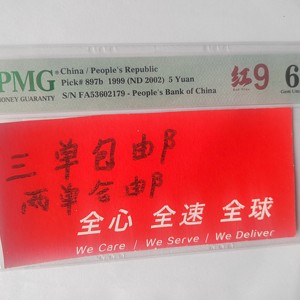 PMG
MONEY GUARANTY
China / People's Republic
Pick# 897b 1999 (ND 2002) 5 Yuan
S/N FA53602179 - People's Bank of China
红9
6
三单包邮
两单合邮
全心 全速 全球
We Care / We Serve / We Deliver